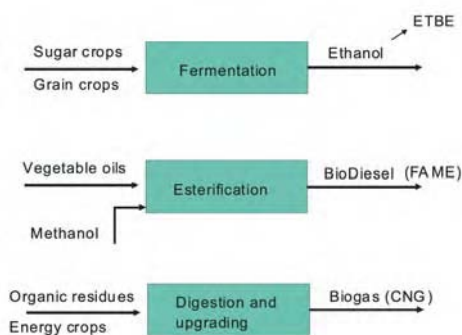 ETBE
Sugar crops
Grain crops
Fermentation
Ethanol
Vegetable oils
Methanol
Esterification
BioDiesel (FAME)
Organic residues
Energy crops
Digestion and
upgrading
Biogas (CNG)